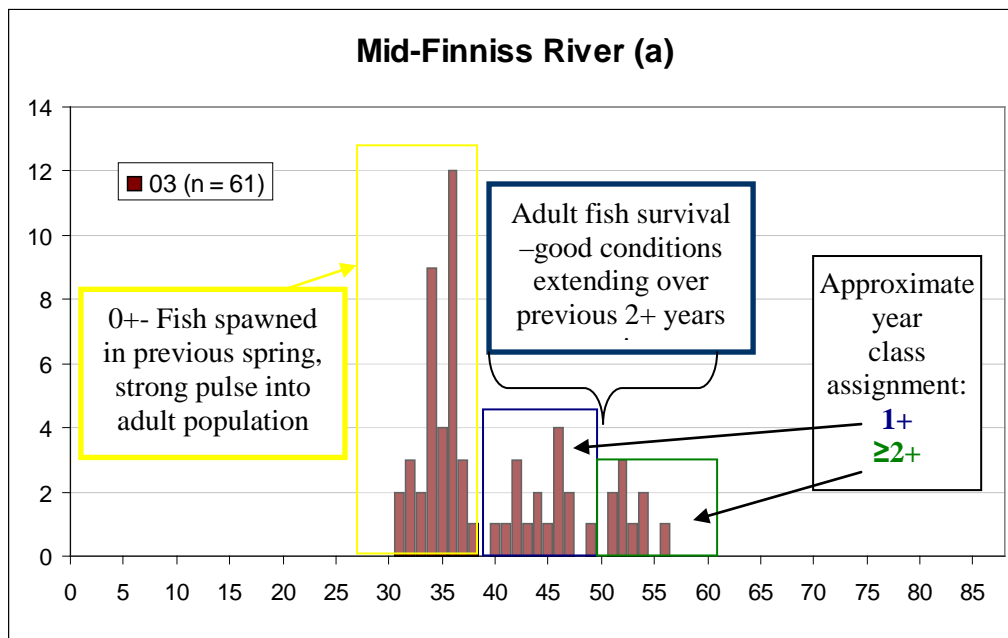 Mid-Finniss River (a)
14
12
10
8
6
4
2
0
03 (n = 61)
0+- Fish spawned
in previous spring,
strong pulse into
adult population
Adult fish survival
–good conditions
extending over
previous 2+ years
.
Approximate
year
class
assignment:
1+
≥2+
0 5 10 15 20 25 30 35 40 45 50 55 60 65 70 75 80 85